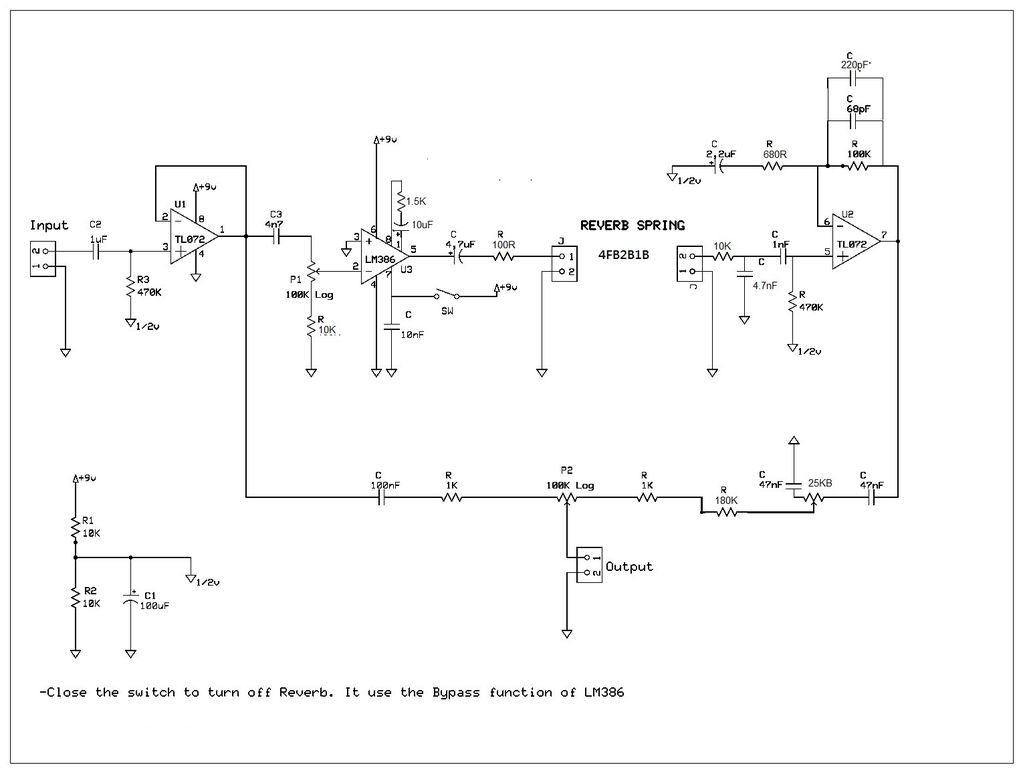 C
220pF
C
68pF
+9v
C
2,2uF
R
680R
R
100K
1/2v
U1
+9v
2
8
TL072
1
3
4
Input
C2
1uF
2
1
R3
470K
1/2v
C3
4n7
P1
100K Log
R
10K
+9v
1.5K
10uF
6
8
1
3
LM386
5
2
U3
4
7
C
4,7uF
R
100R
C
10nF
SW
+9v
J
1
2
REVERB SPRING
4FB2B1B
2
1
10K
C
4.7nF
C
1nF
R
470K
1/2v
U2
6
TL072
7
5
C
100nF
R
1K
P2
100K Log
R
1K
R
180K
C
47nF
25KB
C
47nF
1
2
Output
+9v
R1
10K
R2
10K
C1
100uF
1/2v
-Close the switch to turn off Reverb. It use the Bypass function of LM386